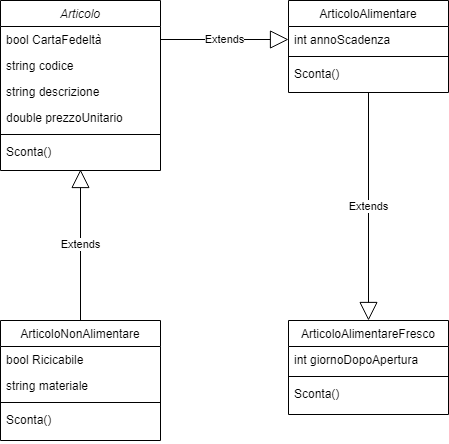 Articolo
bool CartaFedeltà
string codice
string descrizione
double prezzoUnitario
Sconta()
Extends
ArticoloAlimentare
int annoScadenza
Sconta()
Extends
Extends
ArticoloNonAlimentare
bool Ricicabile
string materiale
Sconta()
ArticoloAlimentareFresco
int giornoDopoApertura
Sconta()